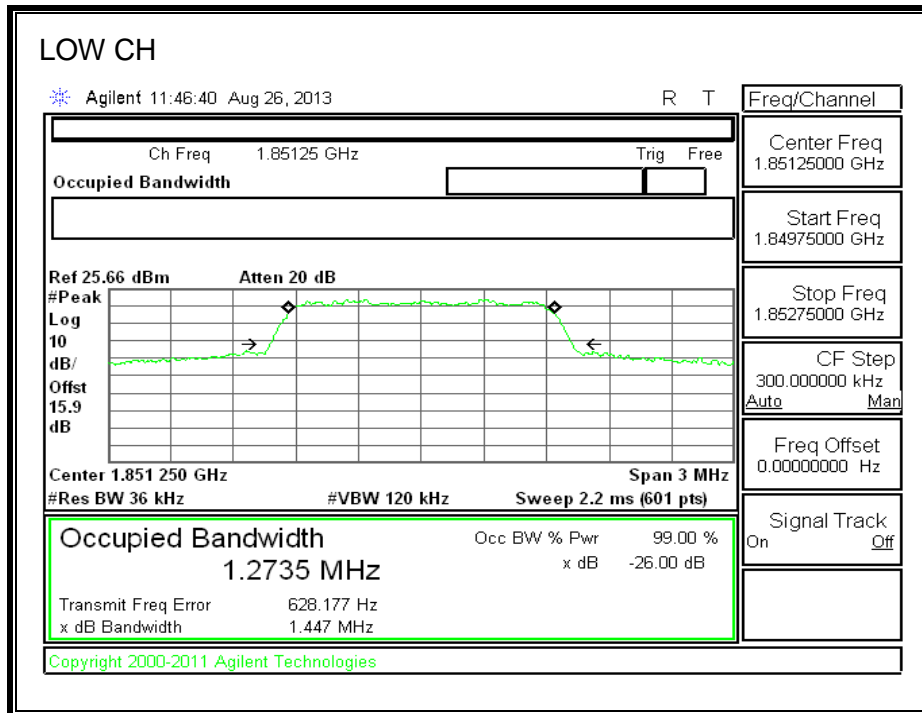 LOW CH
Agilent 11:46:40 Aug 26, 2013 R T
Freq/Channel
Ch Freq 1.85125 GHz Trig Free
Occupied Bandwidth
Center Freq
1.85125000 GHz
Start Freq
1.84975000 GHz
Ref 25.66 dBm Atten 20 dB
#Peak
Log
10
dB/
Offst
15.9
dB
Stop Freq
1.85275000 GHz
CF Step
300.000000 kHz
Auto Man
Freq Offset
0.00000000 Hz
Center 1.851 250 GHz Span 3 MHz
#Res BW 36 kHz #VBW 120 kHz Sweep 2.2 ms (601 pts)
Signal Track
On Off
Occupied Bandwidth Occ BW % Pwr 99.00 %
1.2735 MHz x dB -26.00 dB
Transmit Freq Error 628.177 Hz
x dB Bandwidth 1.447 MHz
Copyright 2000-2011 Agilent Technologies